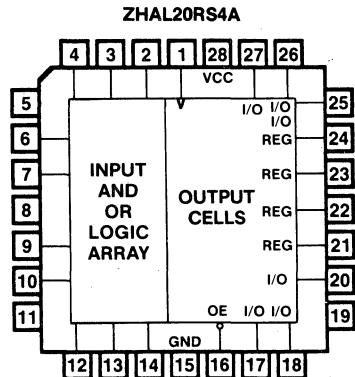 ZHAL20RS4A
4 3 2 1 28 27 26
VCC
5 I/O I/O 25
I/O
6 REG 24
7 INPUT REG 23
AND OUTPUT
8 OR CELLS REG 22
LOGIC
9 ARRAY REG 21
10 I/O 20
11 OE I/O I/O 19
GND
12 13 14 15 16 17 18